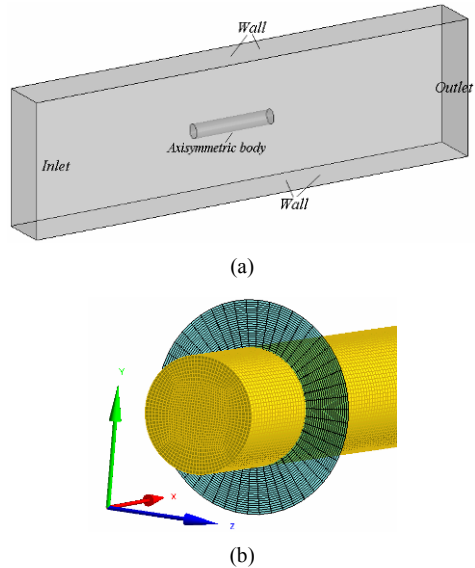 Wall
Outlet
Axisymmetric body
Inlet
Wall
(a)
Y
X
Z
(b)